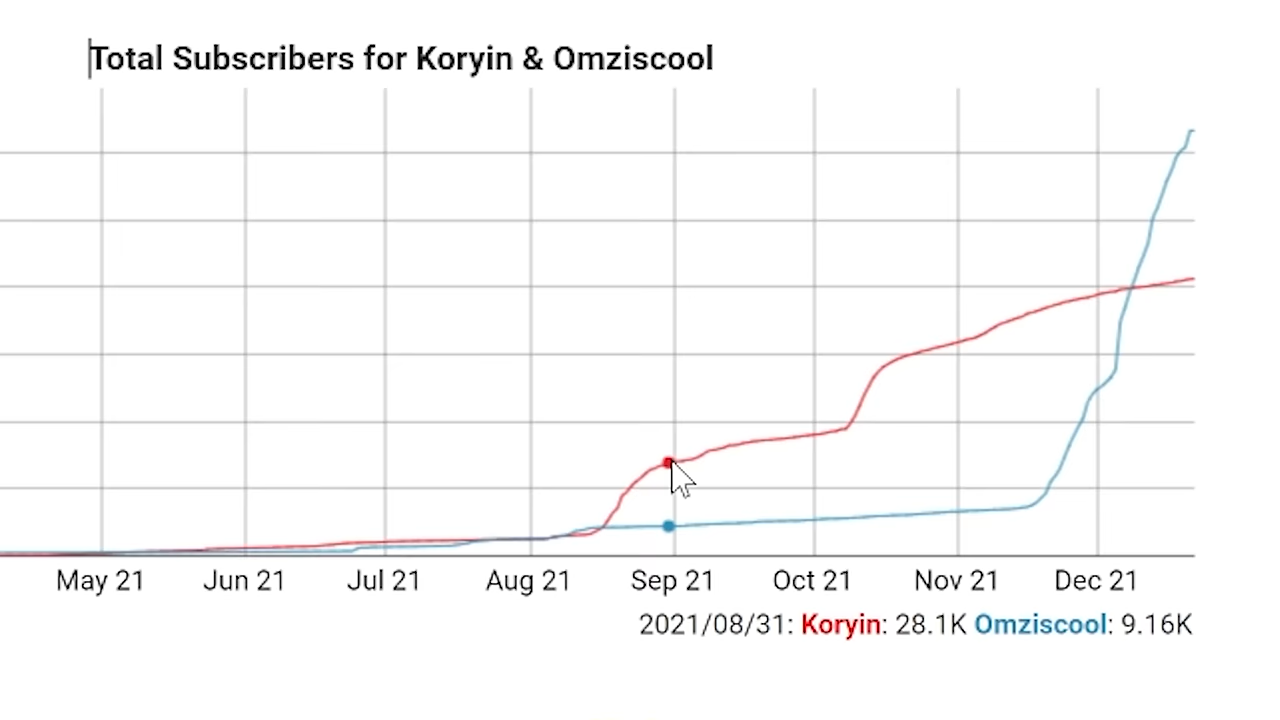 Total Subscribers for Koryin & Omziscool
May 21 Jun 21 Jul 21 Aug 21 Sep 21 Oct 21 Nov 21 Dec 21
2021/08/31: Koryin: 28.1K Omziscool: 9.16K